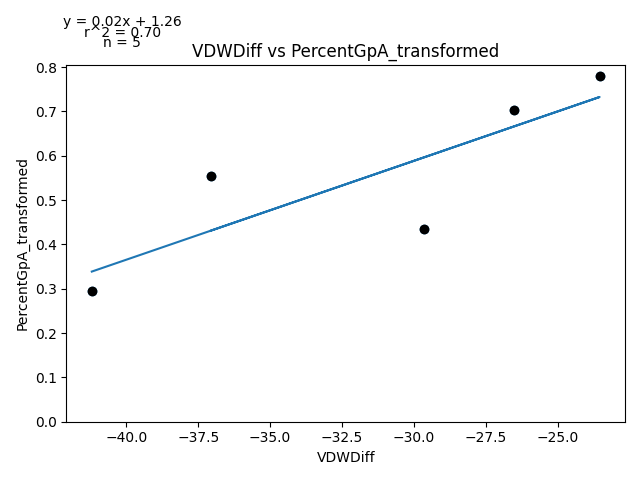 y = 0.02x + 1.26
r^2 = 0.70
n = 5
VDWDiff vs PercentGpA_transformed
0.8
0.7
0.6
0.5
0.4
0.3
0.2
0.1
0.0
PercentGpA_transformed
−40.0 −37.5 −35.0 −32.5 −30.0 −27.5 −25.0
VDWDiff